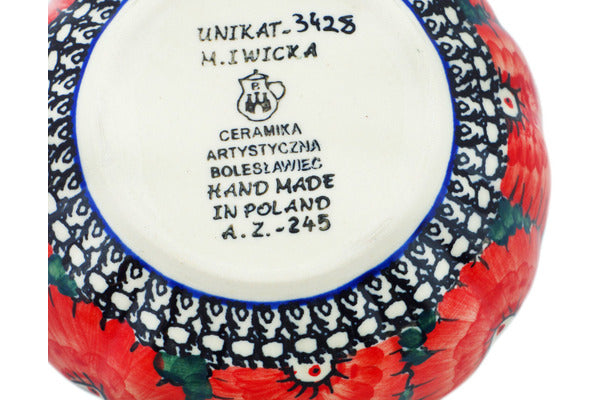 UNIKAT-3428
M.IWICKA
CERAMIKA
ARTYSTYCZNA
BOLESŁAWIEC
HAND MADE
IN POLAND
A.Z.-245